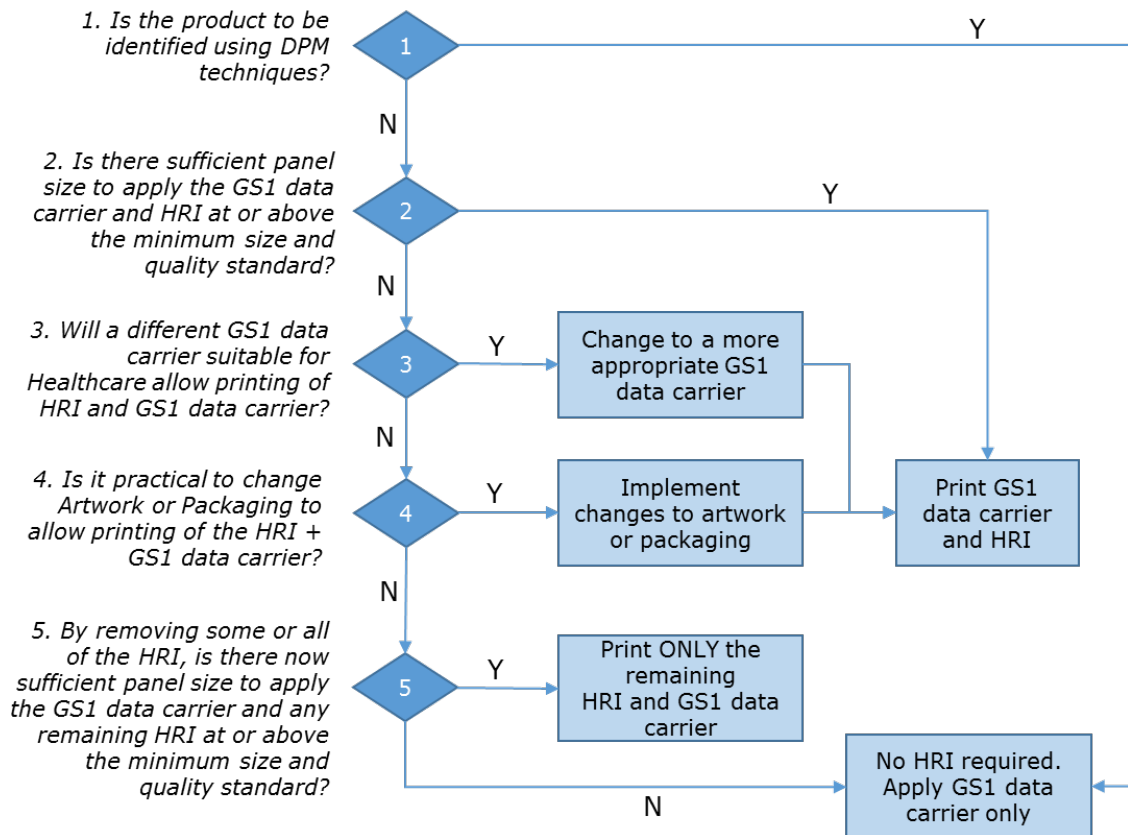 1. Is the product to be
identified using DPM
techniques?
1
Y
N
2. Is there sufficient panel
size to apply the GS1 data
carrier and HRI at or above
the minimum size and
quality standard?
2
Y
N
3. Will a different GS1 data
carrier suitable for
Healthcare allow printing of
HRI and GS1 data carrier?
3
Y
Change to a more
appropriate GS1
data carrier
N
4. Is it practical to change
Artwork or Packaging to
allow printing of the HRI +
GS1 data carrier?
4
Y
Implement
changes to artwork
or packaging
Print GS1
data carrier
and HRI
N
5. By removing some or all
of the HRI, is there now
sufficient panel size to apply
the GS1 data carrier and any
remaining HRI at or above
the minimum size and
quality standard?
5
Y
Print ONLY the
remaining
HRI and GS1 data
carrier
N
No HRI required.
Apply GS1 data
carrier only